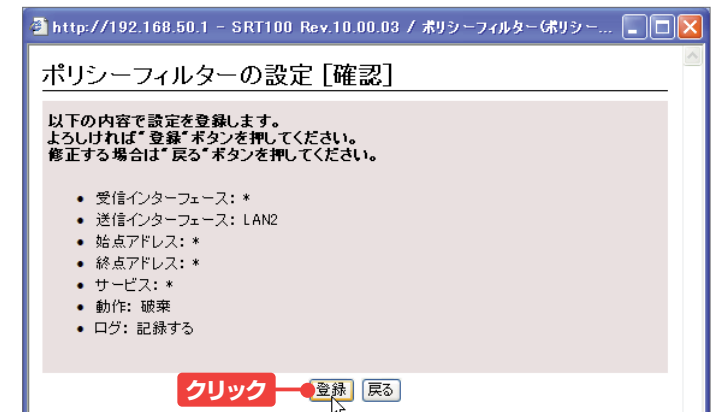 http://192.168.50.1 - SRT100 Rev.10.00.03 / ポリシーフィルター(ポリシー...
ポリシーフィルターの設定 [確認]
以下の内容で設定を登録します。
よろしければ"登録"ボタンを押してください。
修正する場合は"戻る"ボタンを押してください。
• 受信インターフェース: *
• 送信インターフェース: LAN2
• 始点アドレス: *
• 終点アドレス: *
• サービス: *
• 動作: 破棄
• ログ: 記録する
クリック 登録 戻る